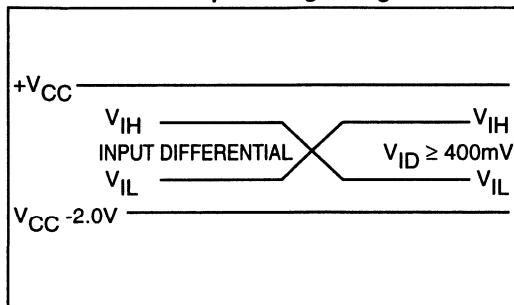 +VCC
VIH VIH
INPUT DIFFERENTIAL VID ≥ 400mV
VIL VIL
VCC -2.0V